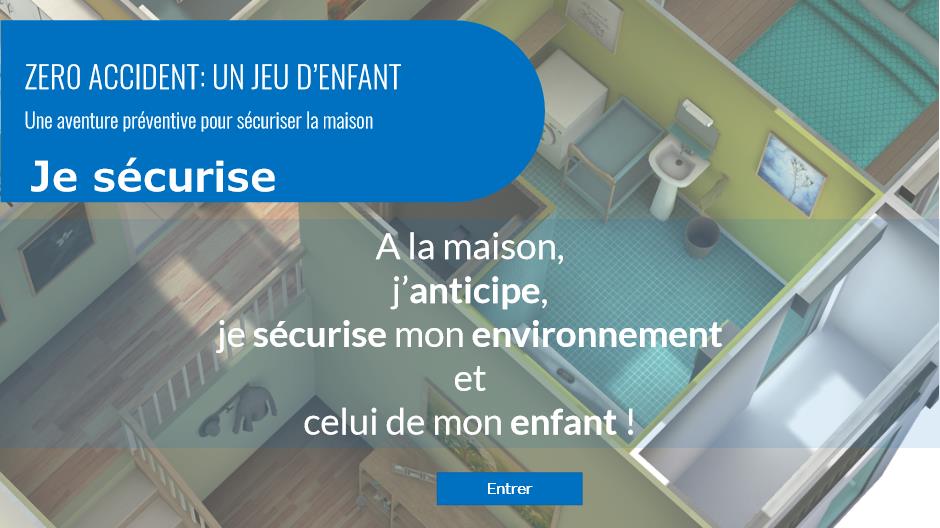 ZERO ACCIDENT: UN JEU D’ENFANT
Une aventure préventive pour sécuriser la maison
Je sécurise
A la maison,
j’anticipe,
je sécurise mon environnement
et
celui de mon enfant !
Entrer